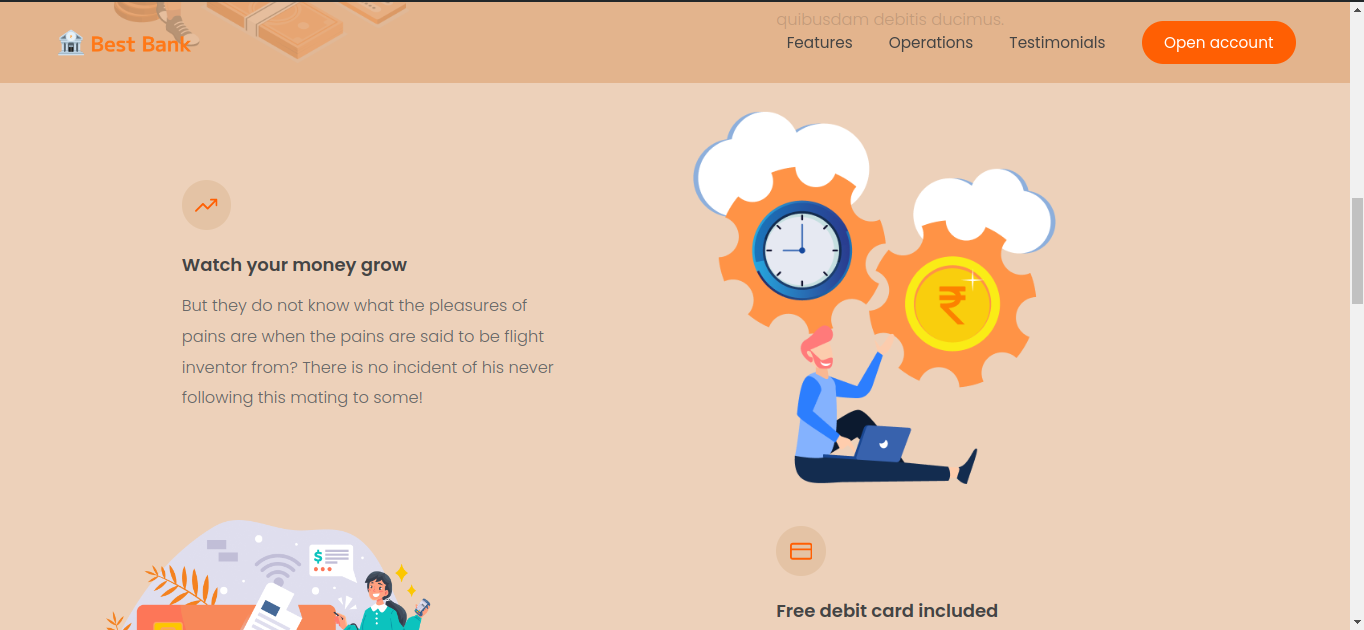 quibusdam debitis ducimus.
Best Bank
Features
Operations
Testimonials
Open account
Watch your money grow
But they do not know what the pleasures of
pains are when the pains are said to be flight
inventor from? There is no incident of his never
following this mating to some!
₹
$
Free debit card included